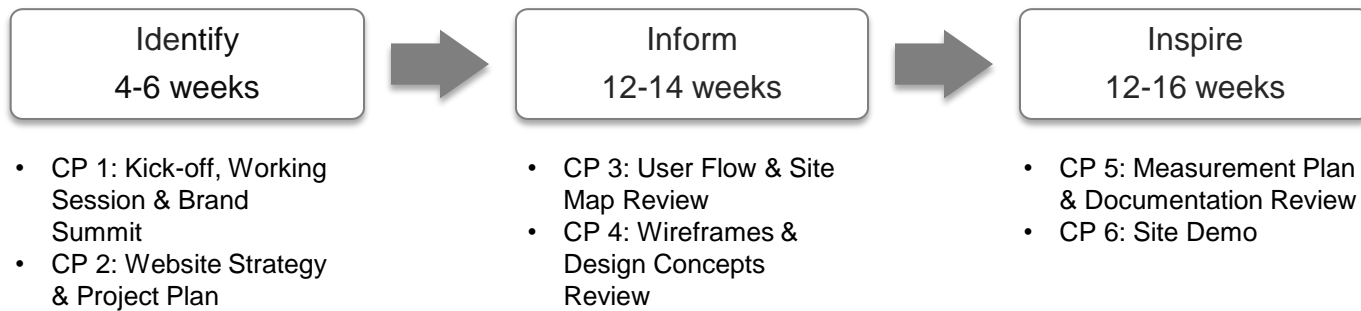 Identify
4-6 weeks
• CP 1: Kick-off, Working
Session & Brand
Summit
• CP 2: Website Strategy
& Project Plan
Inform
12-14 weeks
• CP 3: User Flow & Site
Map Review
• CP 4: Wireframes &
Design Concepts
Review
Inspire
12-16 weeks
• CP 5: Measurement Plan
& Documentation Review
• CP 6: Site Demo